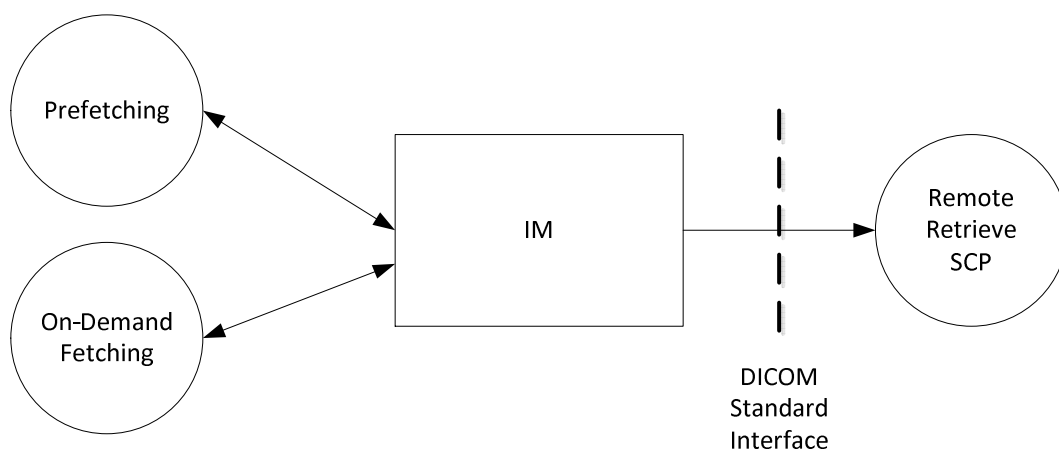 Prefetching
On-Demand
Fetching
IM
DICOM
Standard
Interface
Remote
Retrieve
SCP